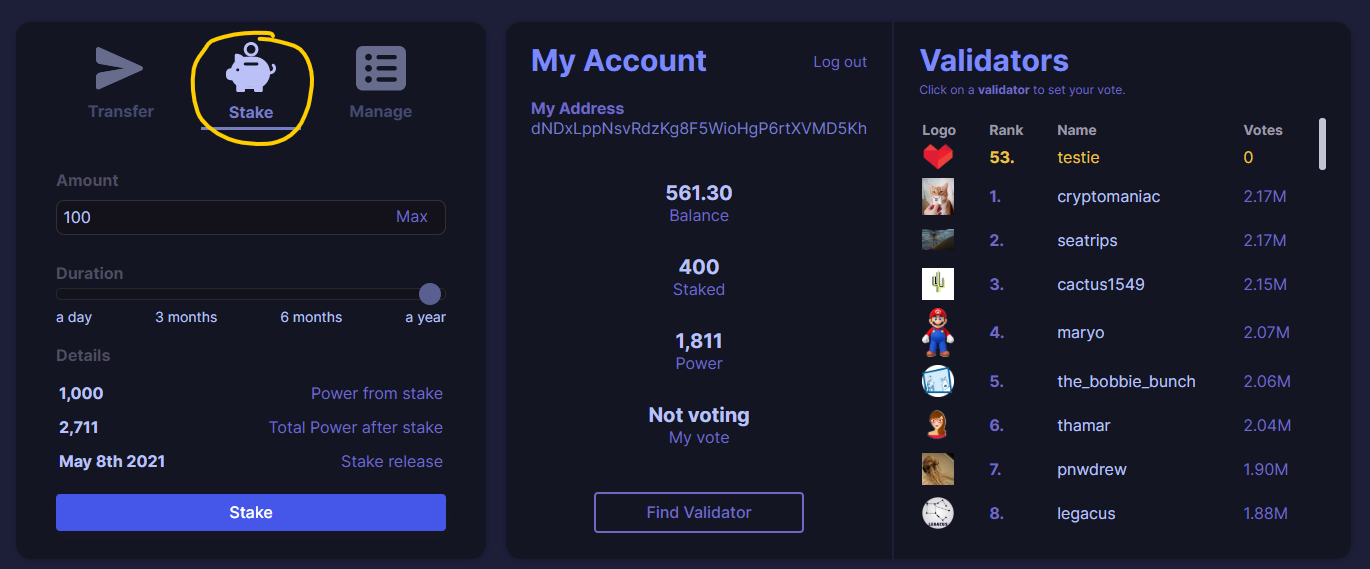 Transfer
Stake
Manage
Amount
100 Max
Duration
a day 3 months 6 months a year
Details
1,000 Power from stake
2,711 Total Power after stake
May 8th 2021 Stake release
Stake
My Account
Log out
My Address
dNDxLppNsvRdzKg8F5WioHgP6rtXVMD5Kh
561.30
Balance
400
Staked
1,811
Power
Not voting
My vote
Find Validator
Validators
Click on a validator to set your vote.
Logo Rank Name Votes
53. testie 0
1. cryptomaniac 2.17M
2. seatrips 2.17M
3. cactus1549 2.15M
4. maryo 2.07M
5. the_bobbie_bunch 2.06M
6. thamar 2.04M
7. pnwdrew 1.90M
LEGACUS
8. legacus 1.88M